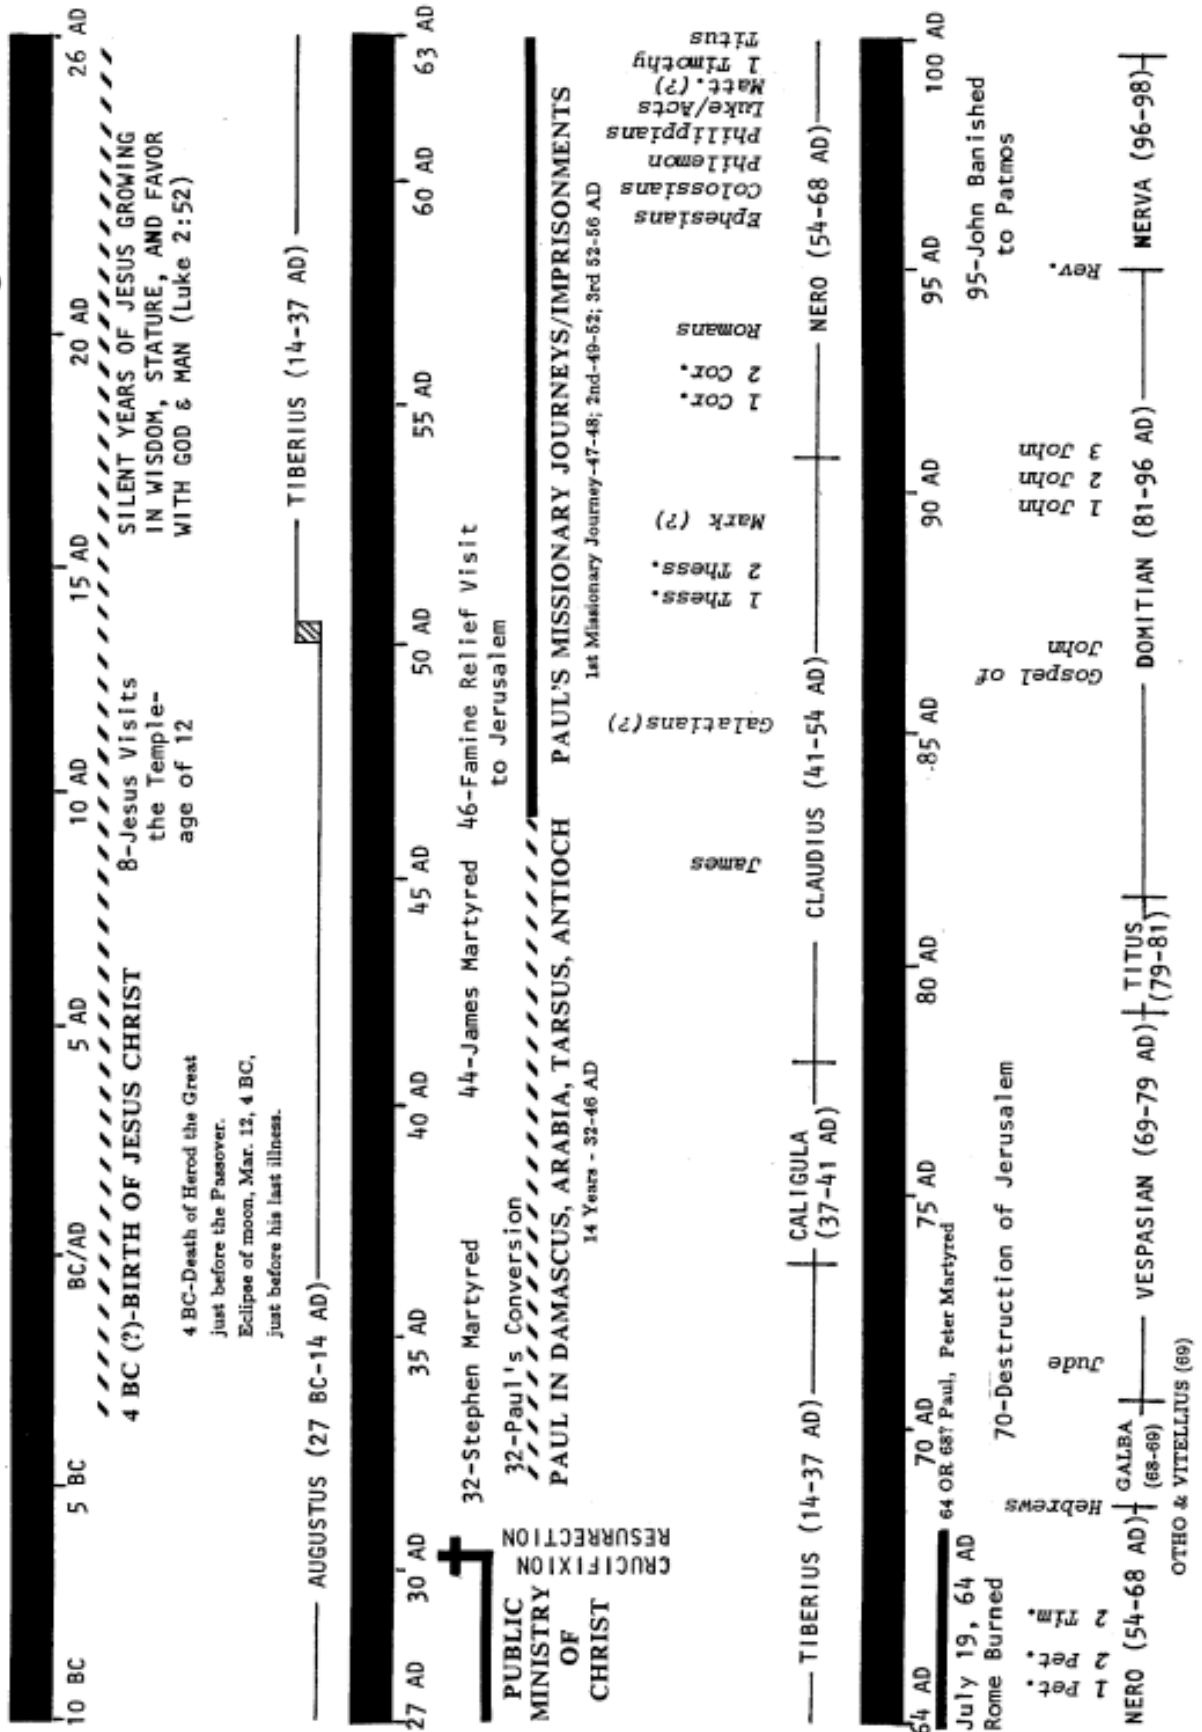 10 BC
5 BC
BC/AD
5 AD
10 AD
15 AD
20 AD
26 AD
4 BC (?)-BIRTH OF JESUS CHRIST
4 BC-Death of Herod the Great
just before the Passover.
Eclipse of moon, Mar. 12, 4 BC,
just before his last illness.
8-Jesus Visits
the Temple-
age of 12
SILENT YEARS OF JESUS GROWING
IN WISDOM, STATURE, AND FAVOR
WITH GOD & MAN (Luke 2:52)
AUGUSTUS (27 BC-14 AD)
TIBERIUS (14-37 AD)
27 AD
30 AD
35 AD
40 AD
45 AD
50 AD
55 AD
60 AD
63 AD
PUBLIC
MINISTRY
OF
CHRIST
CRUCIFIXION
RESURRECTION
32-Stephen Martyred
32-Paul's Conversion
44-James Martyred
46-Famine Relief Visit
to Jerusalem
PAUL IN DAMASCUS, ARABIA, TARSUS, ANTIOCH
14 Years - 32-46 AD
PAUL'S MISSIONARY JOURNEYS/IMPRISONMENTS
1st Missionary Journey-47-48; 2nd-49-52; 3rd 52-56 AD
James
Galatians(?)
1 Thess.
2 Thess.
Mark (?)
1 Cor.
2 Cor.
Romans
Ephesians
Colossians
Philemon
Philippians
Luke/Acts
Matt.(?)
1 Timothy
Titus
TIBERIUS (14-37 AD)
CALIGULA
(37-41 AD)
CLAUDIUS (41-54 AD)
NERO (54-68 AD)
64 AD
70 AD
75 AD
80 AD
85 AD
90 AD
95 AD
100 AD
64 OR 68? Paul, Peter Martyred
July 19, 64 AD
Rome Burned
70-Destruction of Jerusalem
95-John Banished
to Patmos
1 Pet.
2 Pet.
2 Tim.
Hebrews
Jude
Gospel of
John
1 John
2 John
3 John
Rev.
NERO (54-68 AD)
GALBA
(68-69)
OTHO & VITELLIUS (69)
VESPASIAN (69-79 AD)
TITUS
(79-81)
DOMITIAN (81-96 AD)
NERVA (96-98)